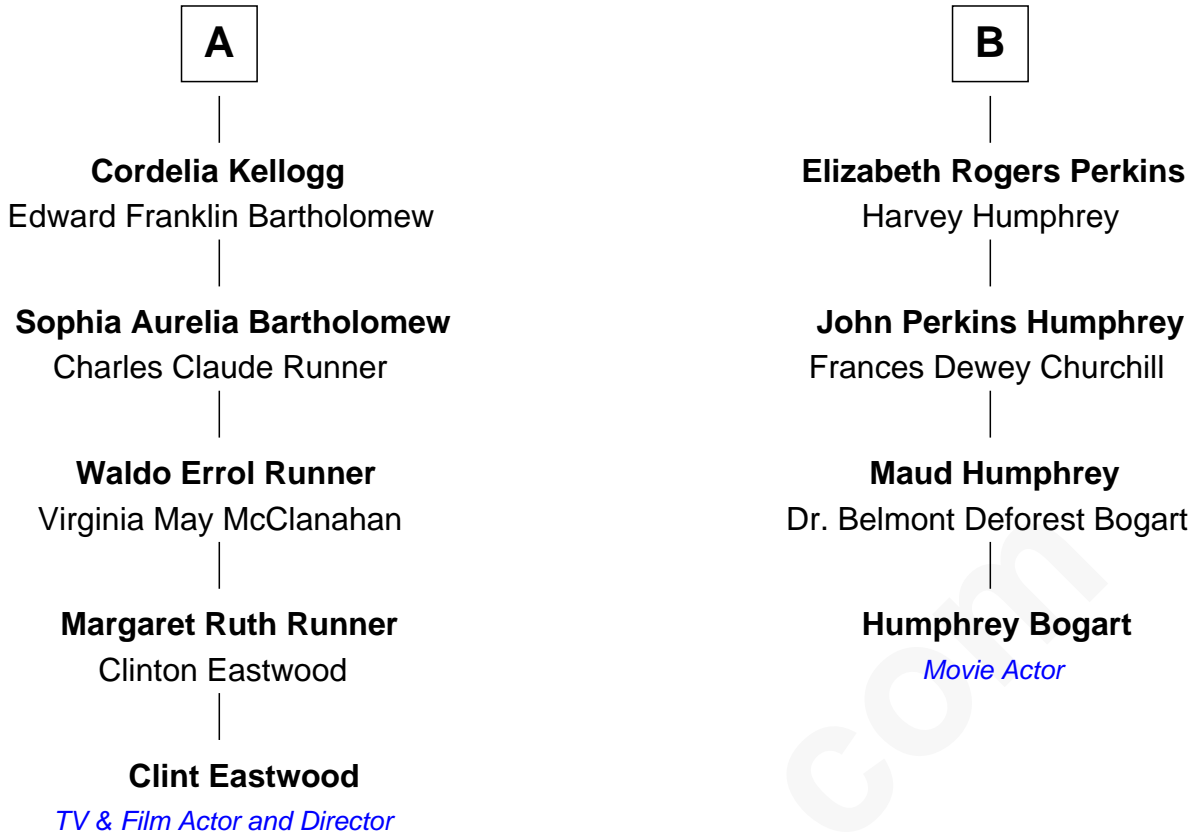 A
Cordelia Kellogg
Edward Franklin Bartholomew
Sophia Aurelia Bartholomew
Charles Claude Runner
Waldo Errol Runner
Virginia May McClanahan
Margaret Ruth Runner
Clinton Eastwood
Clint Eastwood
TV & Film Actor and Director
B
Elizabeth Rogers Perkins
Harvey Humphrey
John Perkins Humphrey
Frances Dewey Churchill
Maud Humphrey
Dr. Belmont Deforest Bogart
Humphrey Bogart
Movie Actor
com